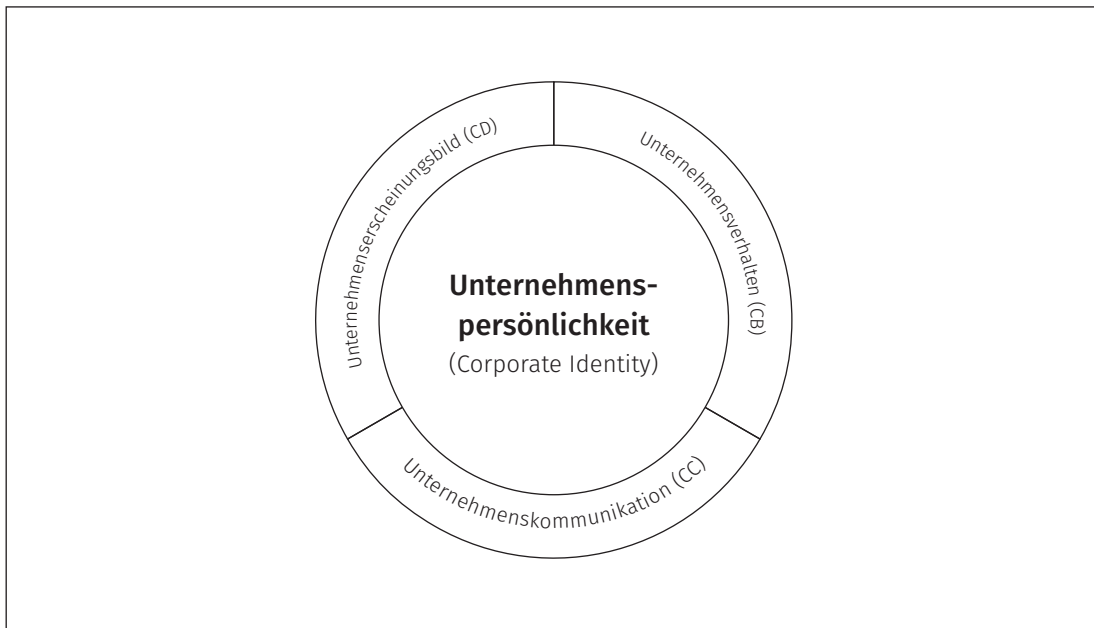 Unternehmenserscheinungsbild (CD)
Unternehmensverhalten (CB)
Unternehmens-
persönlichkeit
(Corporate Identity)
Unternehmenskommunikation (CC)